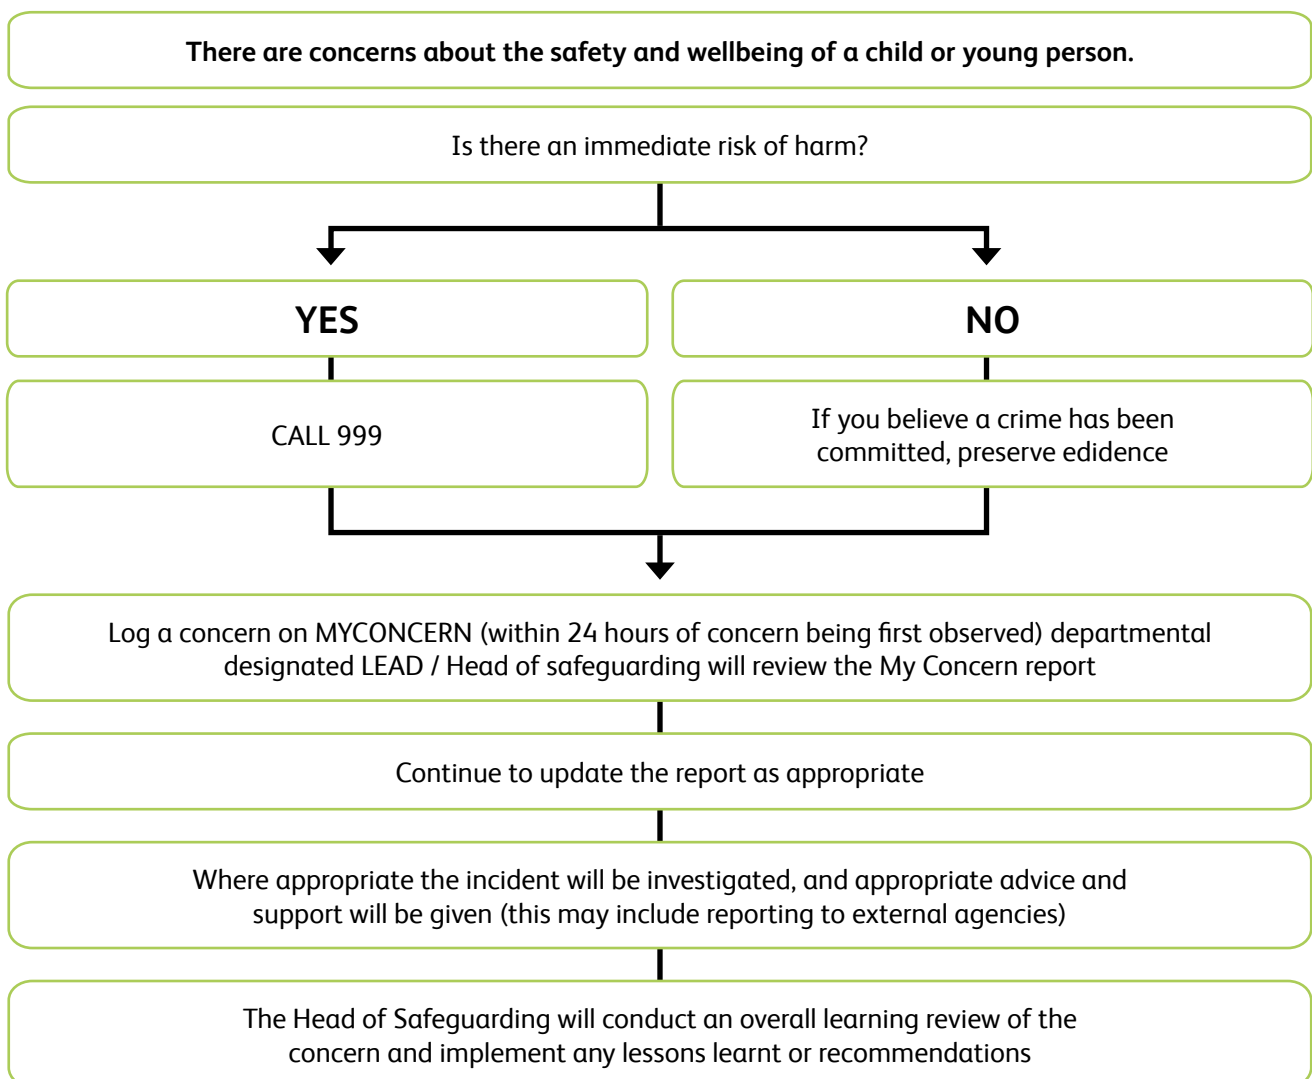 There are concerns about the safety and wellbeing of a child or young person.
Is there an immediate risk of harm?
YES
NO
CALL 999
If you believe a crime has been
committed, preserve edidence
Log a concern on MYCONCERN (within 24 hours of concern being first observed) departmental
designated LEAD / Head of safeguarding will review the My Concern report
Continue to update the report as appropriate
Where appropriate the incident will be investigated, and appropriate advice and
support will be given (this may include reporting to external agencies)
The Head of Safeguarding will conduct an overall learning review of the
concern and implement any lessons learnt or recommendations